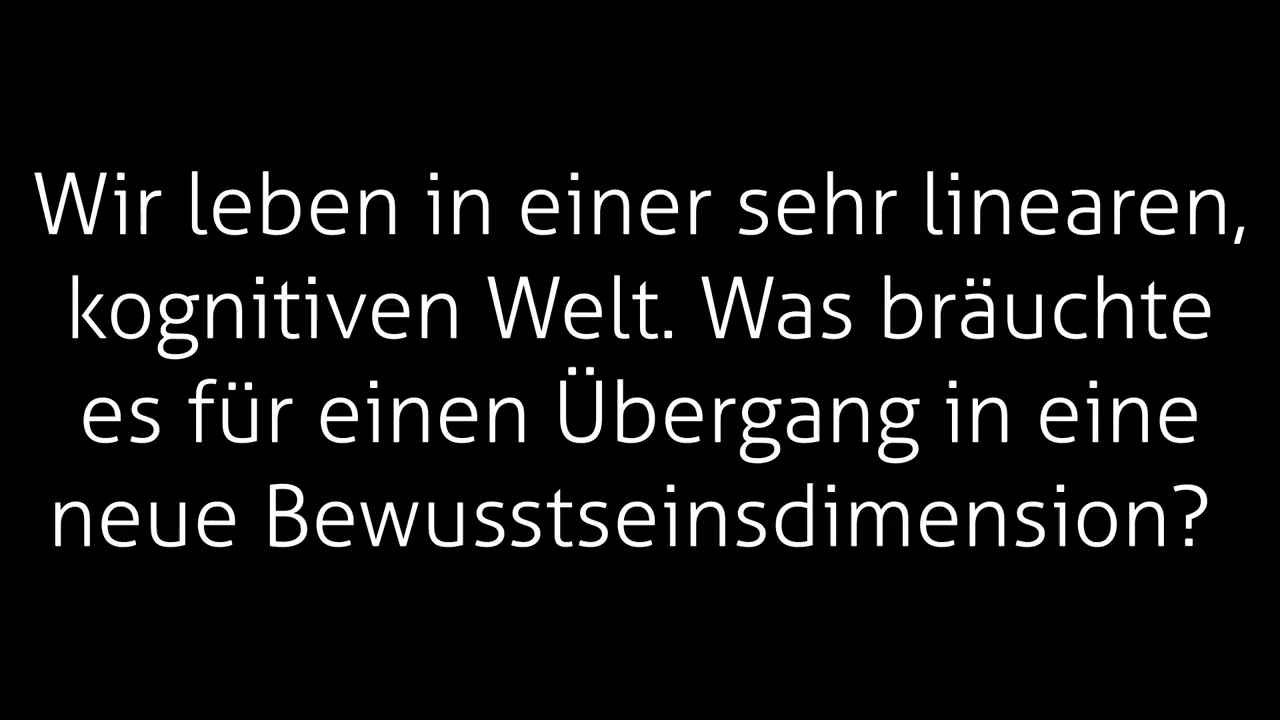 Wir leben in einer sehr linearen,
kognitiven Welt. Was bräuchte
es für einen Übergang in eine
neue Bewusstseinsdimension?